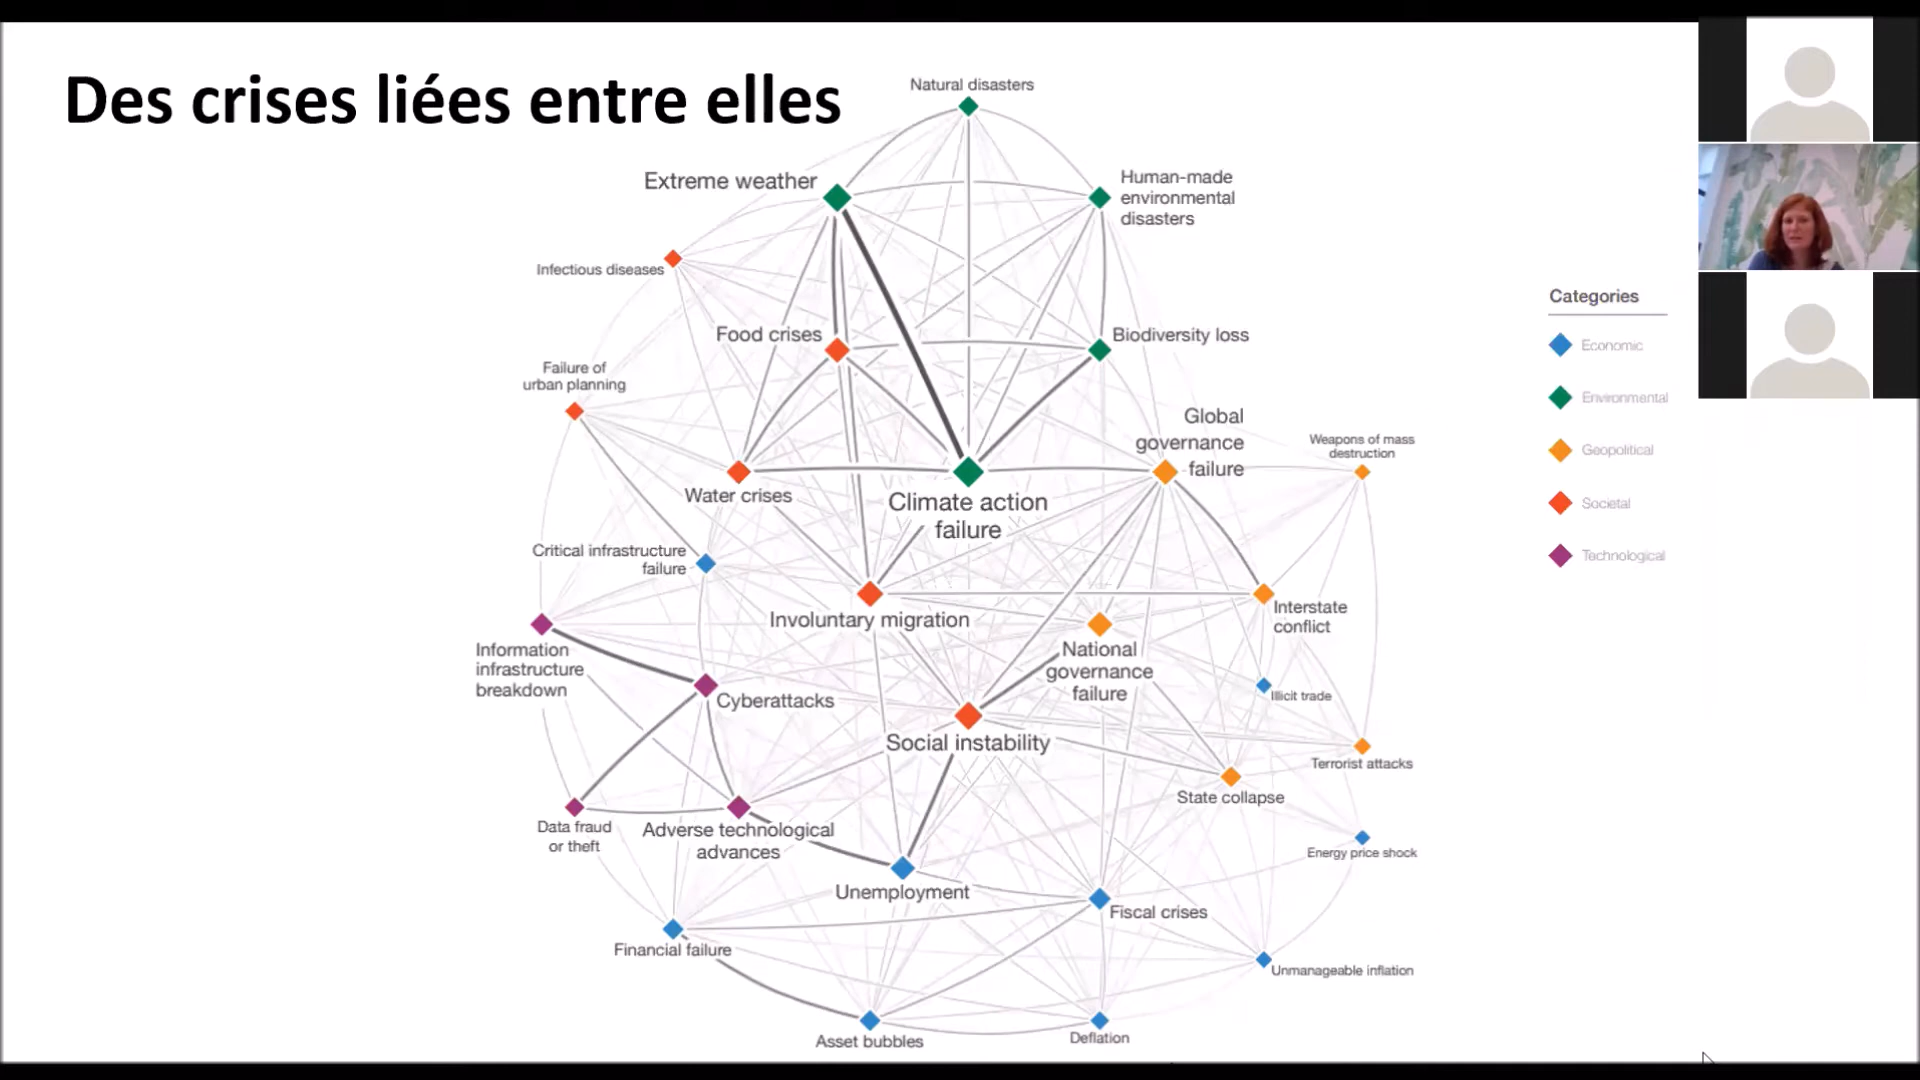 Des crises liées entre elles
Natural disasters
Extreme weather
Human-made
environmental
disasters
Infectious diseases
Food crises
Biodiversity loss
Failure of
urban planning
Global
governance
failure
Weapons of mass
destruction
Water crises
Climate action
failure
Critical infrastructure
failure
Involuntary migration
Interstate
conflict
Information
infrastructure
breakdown
National
governance
failure
Cyberattacks
Illicit trade
Social instability
Terrorist attacks
State collapse
Data fraud
or theft
Adverse technological
advances
Energy price shock
Unemployment
Fiscal crises
Financial failure
Unmanageable inflation
Asset bubbles
Deflation
Categories
Economic
Environmental
Geopolitical
Societal
Technological